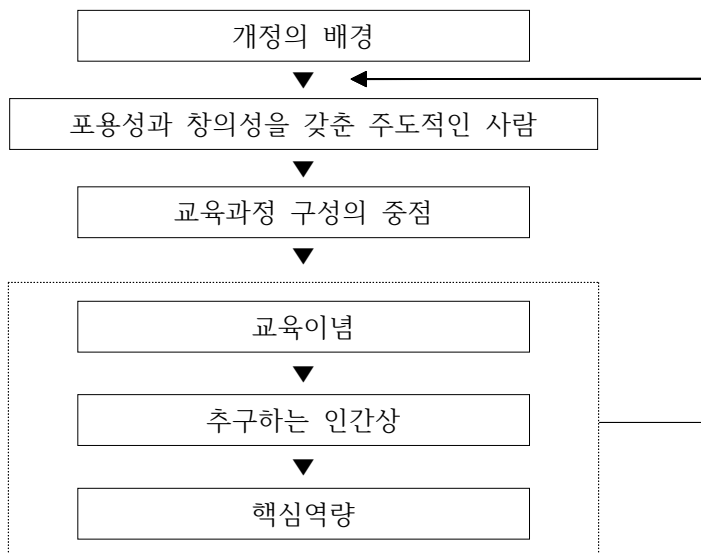 개정의 배경
포용성과 창의성을 갖춘 주도적인 사람
교육과정 구성의 중점
교육이념
추구하는 인간상
핵심역량